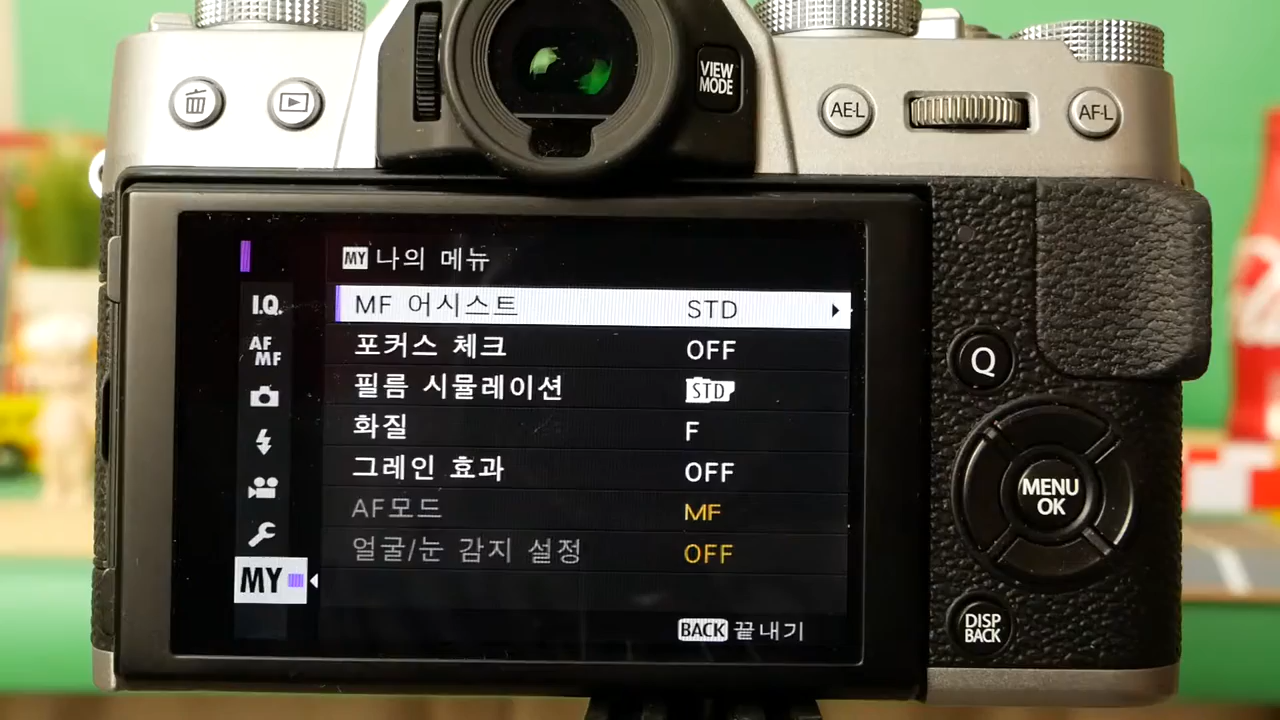 VIEW
MODE
AE-L
AF-L
MY 나의 메뉴
I.Q.
MF 어시스트 STD
AF
MF
포커스 체크 OFF
필름 시뮬레이션 STD
화질 F
그레인 효과 OFF
AF모드 MF
얼굴/눈 감지 설정 OFF
MY
BACK 끝내기
Q
MENU
OK
DISP
BACK